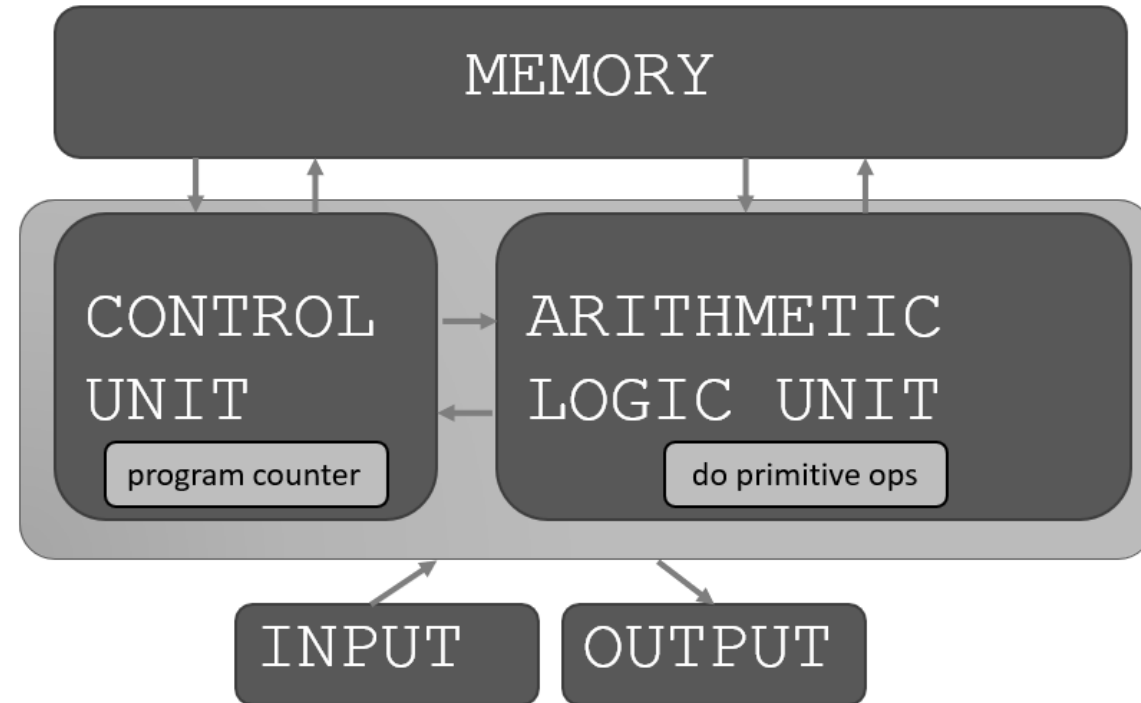 MEMORY
CONTROL
UNIT
program counter
ARITHMETIC
LOGIC UNIT
do primitive ops
INPUT
OUTPUT